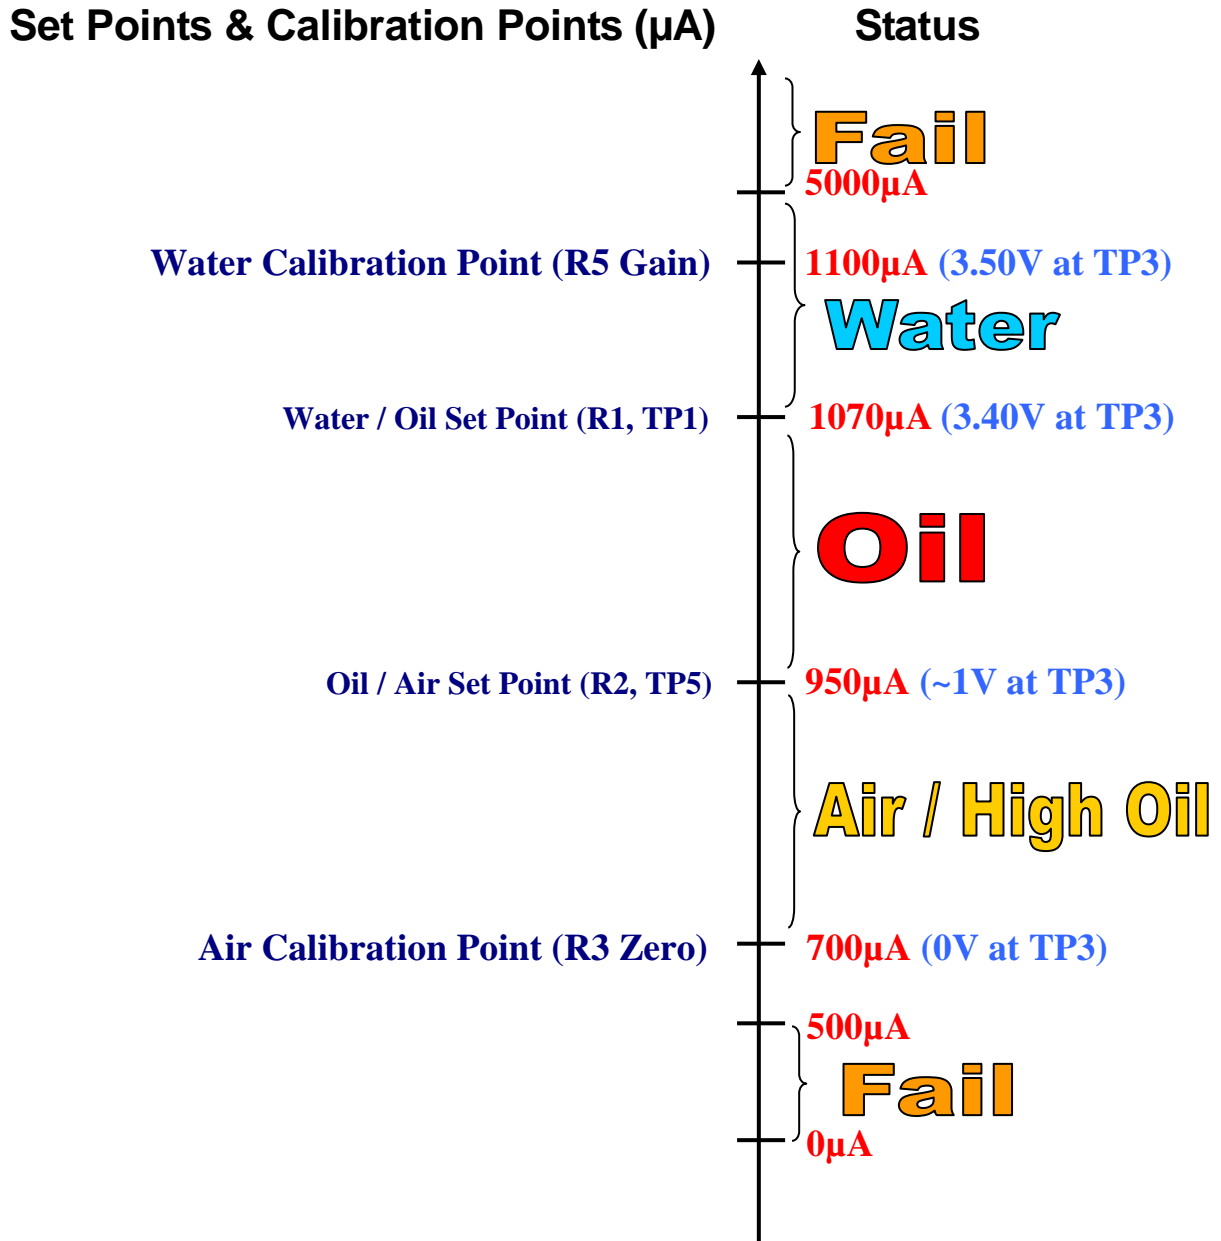 Set Points & Calibration Points (µA) Status
Fail
5000µA
Water Calibration Point (R5 Gain) 1100µA (3.50V at TP3)
Water
Water / Oil Set Point (R1, TP1) 1070µA (3.40V at TP3)
Oil
Oil / Air Set Point (R2, TP5) 950µA (~1V at TP3)
Air / High Oil
Air Calibration Point (R3 Zero) 700µA (0V at TP3)
500µA
Fail
0µA